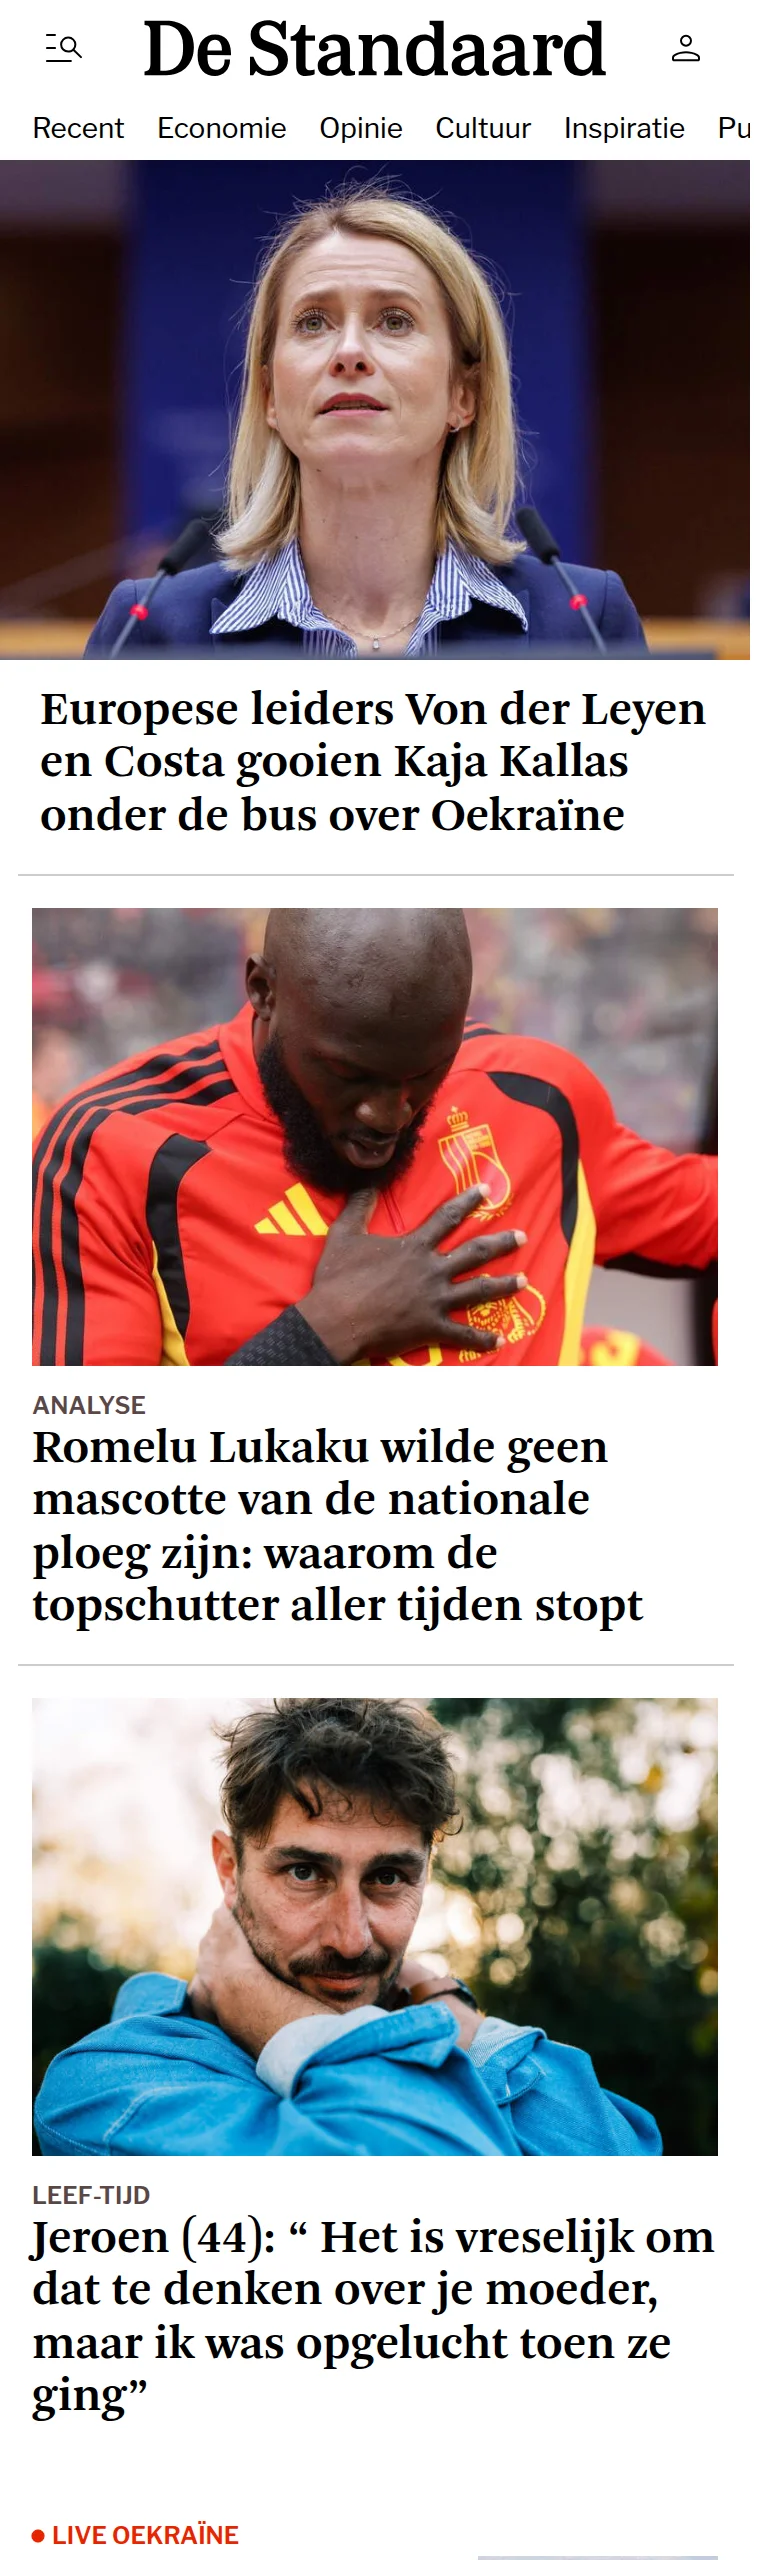 De Standaard
Recent Economie Opinie Cultuur Inspiratie Pu
Europese leiders Von der Leyen
en Costa gooien Kaja Kallas
onder de bus over Oekraïne
ANALYSE
Romelu Lukaku wilde geen
mascotte van de nationale
ploeg zijn: waarom de
topschutter aller tijden stopt
LEEF-TIJD
Jeroen (44): “ Het is vreselijk om
dat te denken over je moeder,
maar ik was opgelucht toen ze
ging”
LIVE OEKRAÏNE